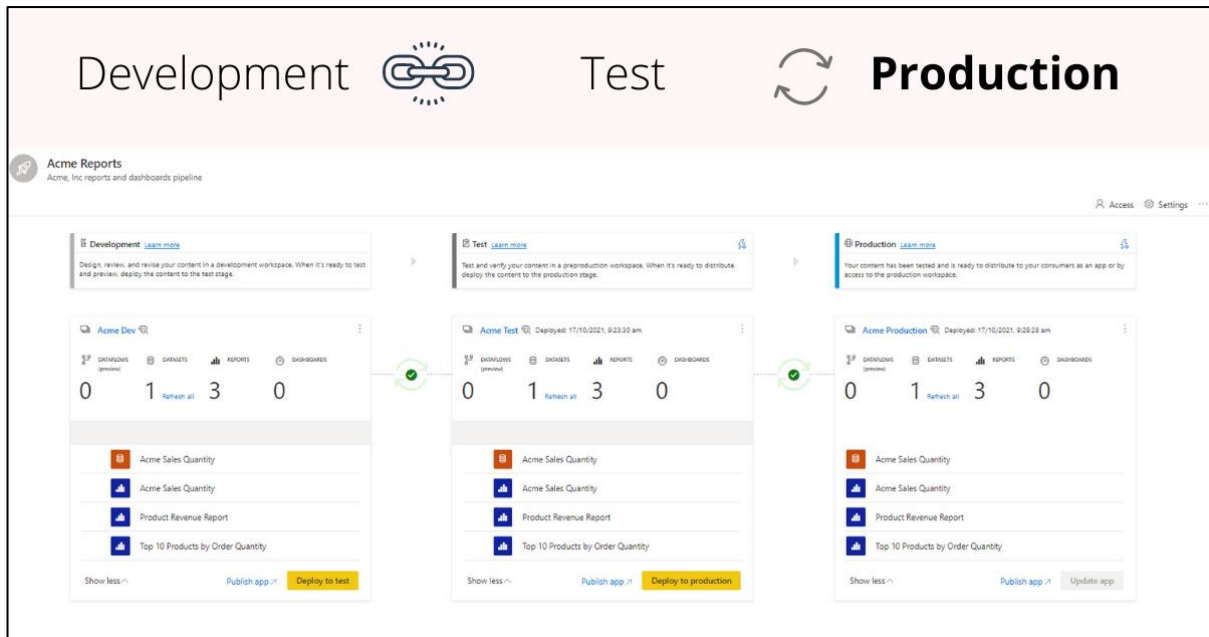 Development Test Production
Acme Reports
Acme, Inc reports and dashboards pipeline
Access Settings ...
Development Learn more
Design, review, and revise your content in a development workspace. When it's ready to test
and preview, deploy the content to the test stage.
Test Learn more
Test and verify your content in a preproduction workspace. When it's ready to distribute,
deploy the content to the production stage.
Production Learn more
Your content has been tested and is ready to distribute to your consumers as an app or by
access to the production workspace.
Acme Dev
DATAFLOWS DATASETS REPORTS DASHBOARDS
(preview)
0 1 Refresh all 3 0
Acme Sales Quantity
Acme Sales Quantity
Product Revenue Report
Top 10 Products by Order Quantity
Show less Publish app Deploy to test
Acme Test Deployed: 17/10/2021, 9:23:30 am
DATAFLOWS DATASETS REPORTS DASHBOARDS
(preview)
0 1 Refresh all 3 0
Acme Sales Quantity
Acme Sales Quantity
Product Revenue Report
Top 10 Products by Order Quantity
Show less Publish app Deploy to production
Acme Production Deployed: 17/10/2021, 9:25:28 am
DATAFLOWS DATASETS REPORTS DASHBOARDS
(preview)
0 1 Refresh all 3 0
Acme Sales Quantity
Acme Sales Quantity
Product Revenue Report
Top 10 Products by Order Quantity
Show less Publish app Update app